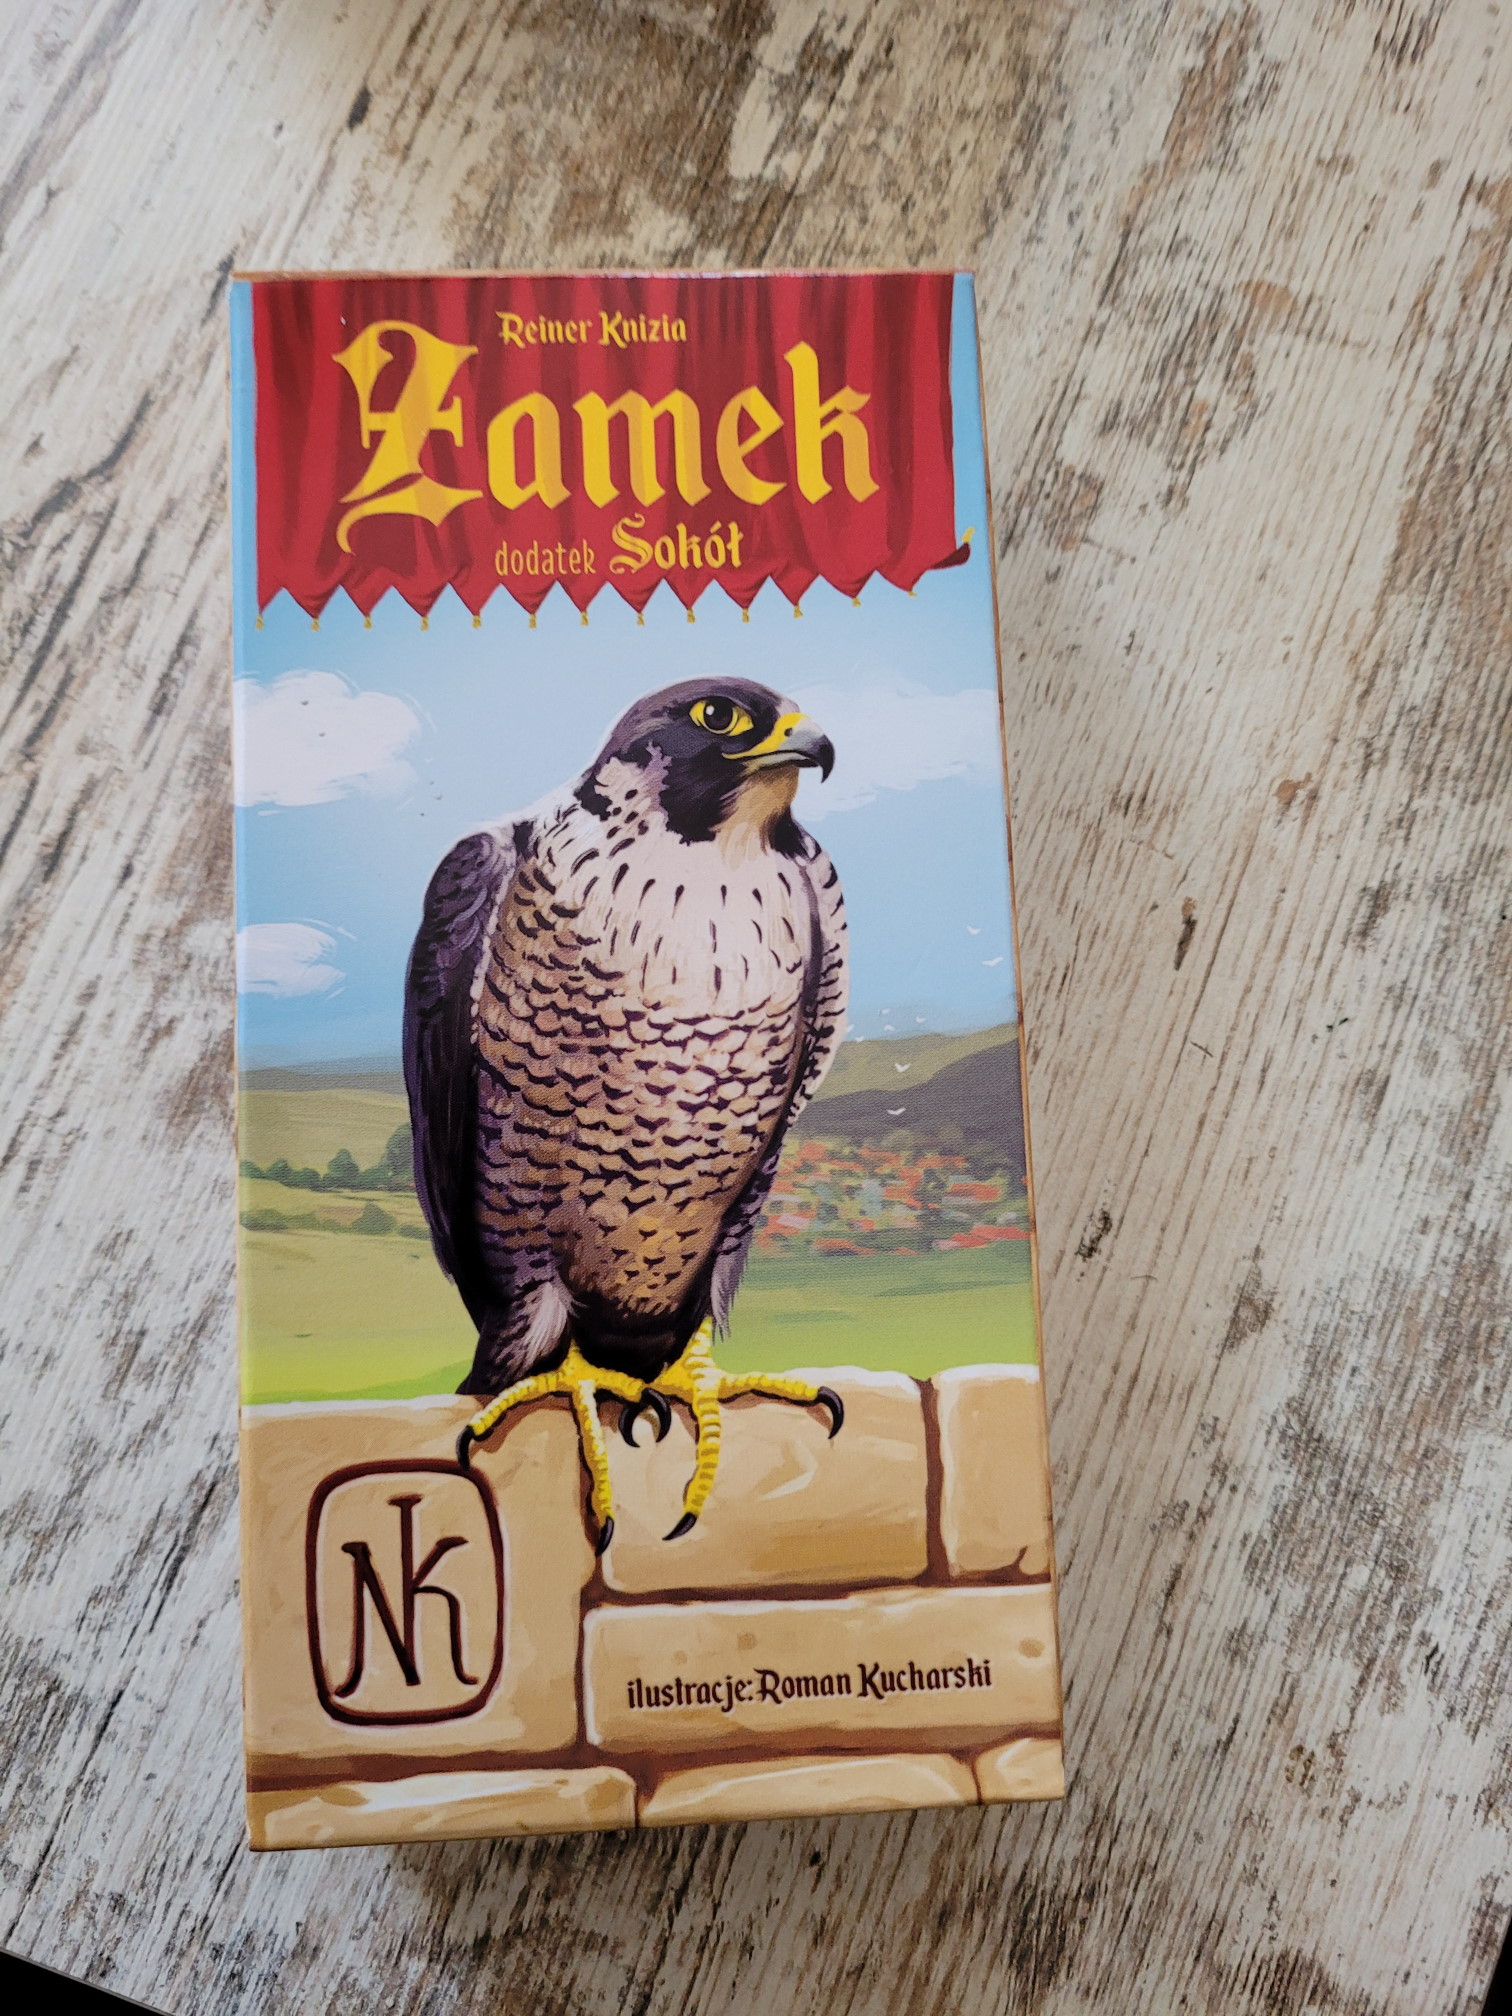 Reiner Knizia
Zamek
dodatek Sokół
NK
ilustracje: Roman Kucharski